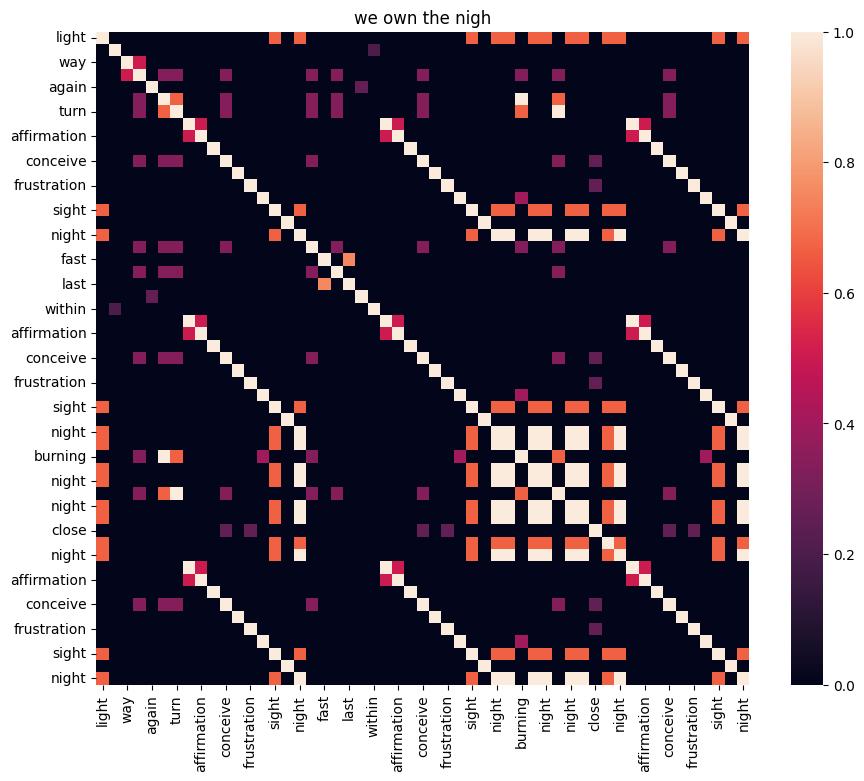 we own the nigh
light
way
again
turn
affirmation
conceive
frustration
sight
night
fast
last
within
affirmation
conceive
frustration
sight
night
burning
night
night
close
night
affirmation
conceive
frustration
sight
night
1.0
0.8
0.6
0.4
0.2
0.0
light
way
again
turn
affirmation
conceive
frustration
sight
night
fast
last
within
affirmation
conceive
frustration
sight
night
burning
night
night
close
night
affirmation
conceive
frustration
sight
night